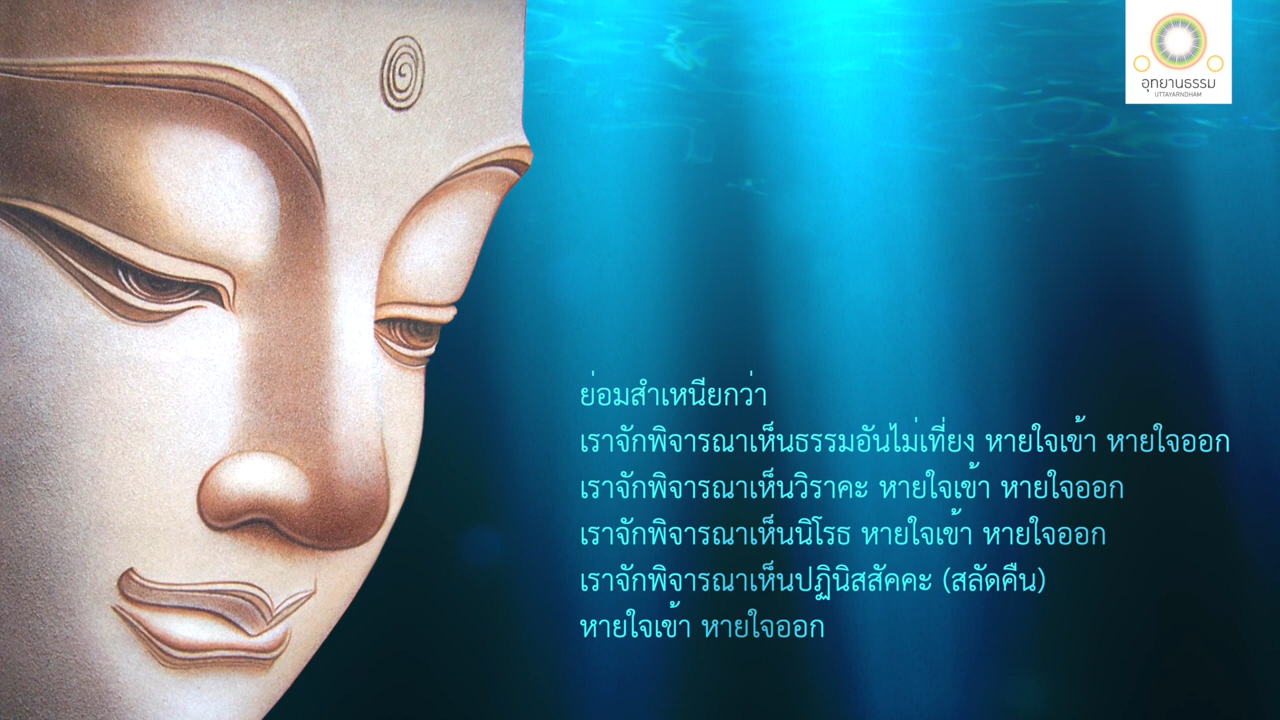 อุทยานธรรม
UTTAYARNDHAM
ย่อมสำเหนียกว่า
เราจักพิจารณาเห็นธรรมอันไม่เที่ยง หายใจเข้า หายใจออก
เราจักพิจารณาเห็นวิราคะ หายใจเข้า หายใจออก
เราจักพิจารณาเห็นนิโรธ หายใจเข้า หายใจออก
เราจักพิจารณาเห็นปฏินิสสัคคะ (สลัดคืน)
หายใจเข้า หายใจออก